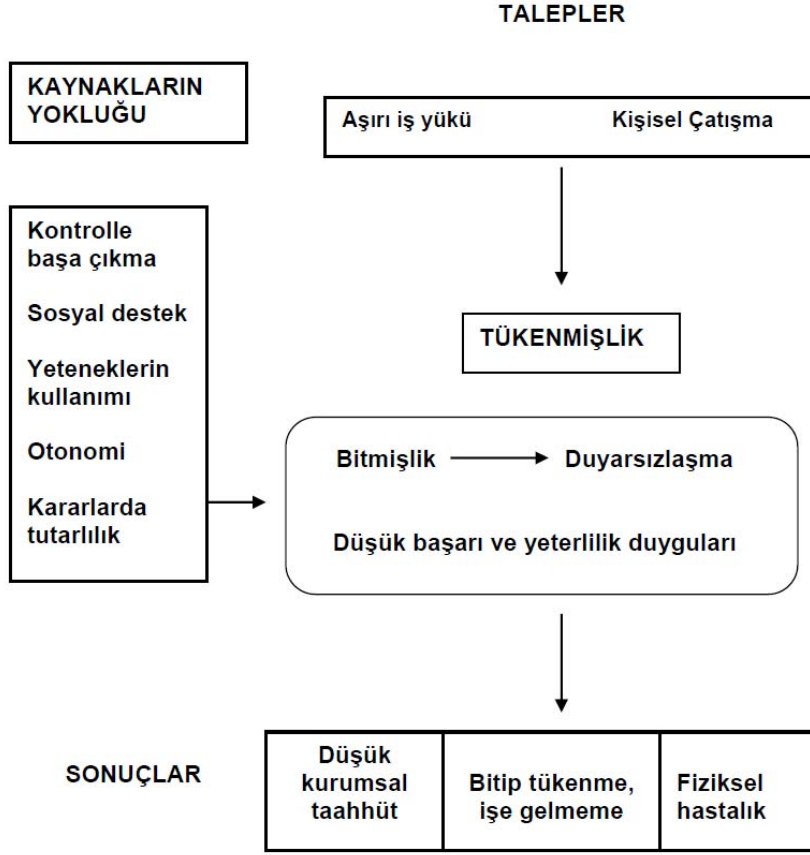 TALEPLER
KAYNAKLARIN
YOKLUĞU
Aşırı iş yükü
Kişisel Çatışma
Kontrolle
başa çıkma
Sosyal destek
Yeteneklerin
kullanımı
Otonomi
Kararlarda
tutarlılık
TÜKENMİŞLİK
Bitmişlik
Duyarsızlaşma
Düşük başarı ve yeterlilik duyguları
SONUÇLAR
Düşük
kurumsal
taahhüt
Bitip tükenme,
işe gelmeme
Fiziksel
hastalık